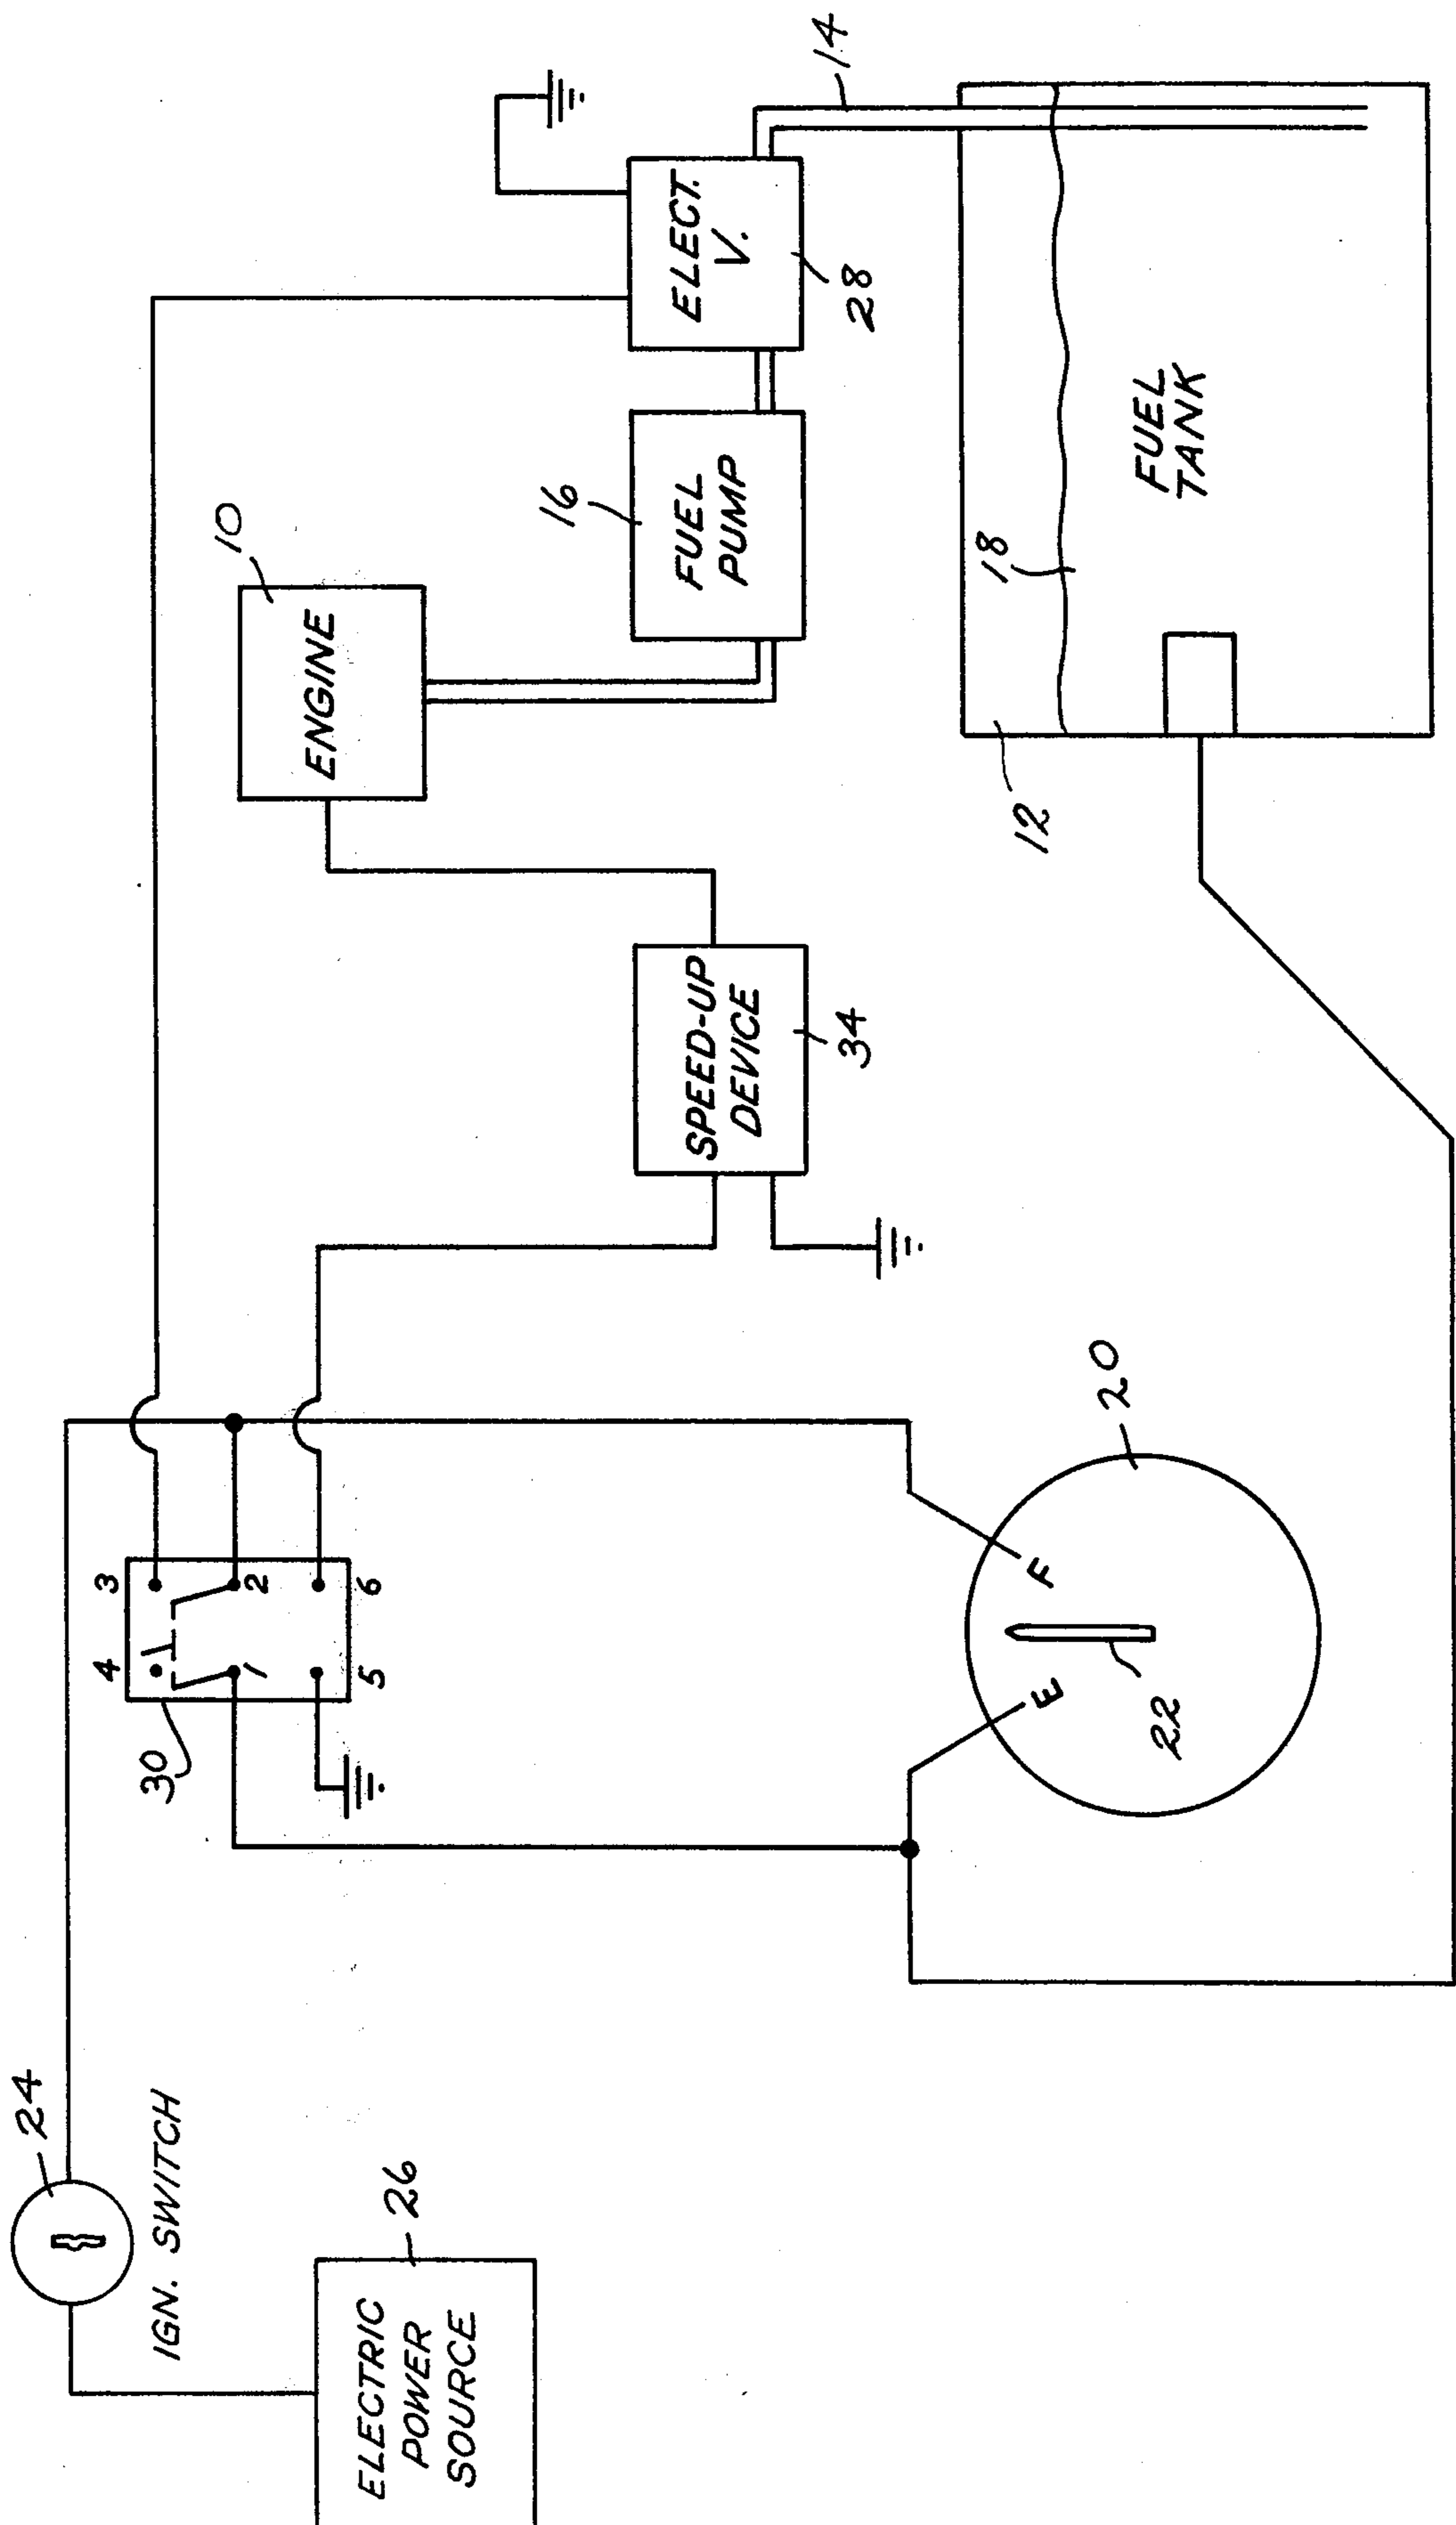 24
IGN. SWITCH
26
ELECTRIC
POWER
SOURCE
30
4
3
1
2
5
6
E
F
22
20
10
ENGINE
SPEED-UP
DEVICE
34
16
FUEL
PUMP
ELECT.
V.
28
14
12
18
FUEL
TANK